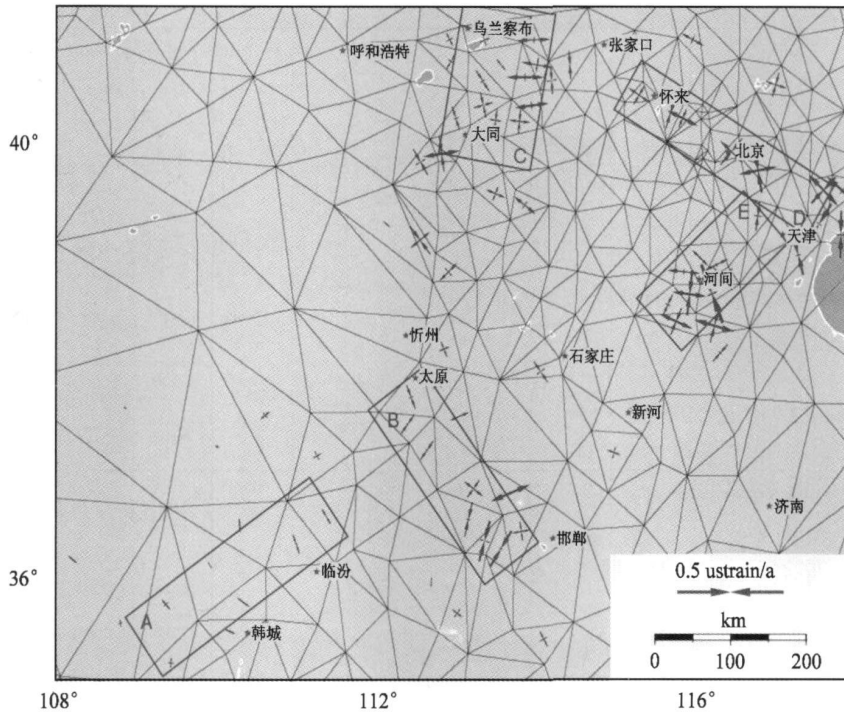 乌兰察布
呼和浩特
张家口
怀来
40°
大同
C
北京
E
D
天津
河间
忻州
石家庄
太原
B
新河
济南
邯郸
36°
临汾
A
韩城
0.5 ustrain/a
km
0 100 200
108° 112° 116°